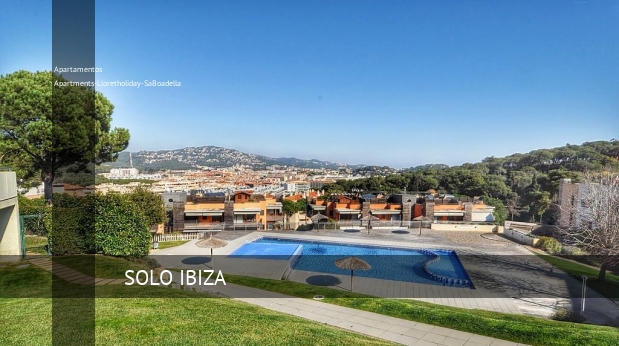 Apartamentos
Apartments-Lloretholiday-SaBoadella
SOLO IBIZA